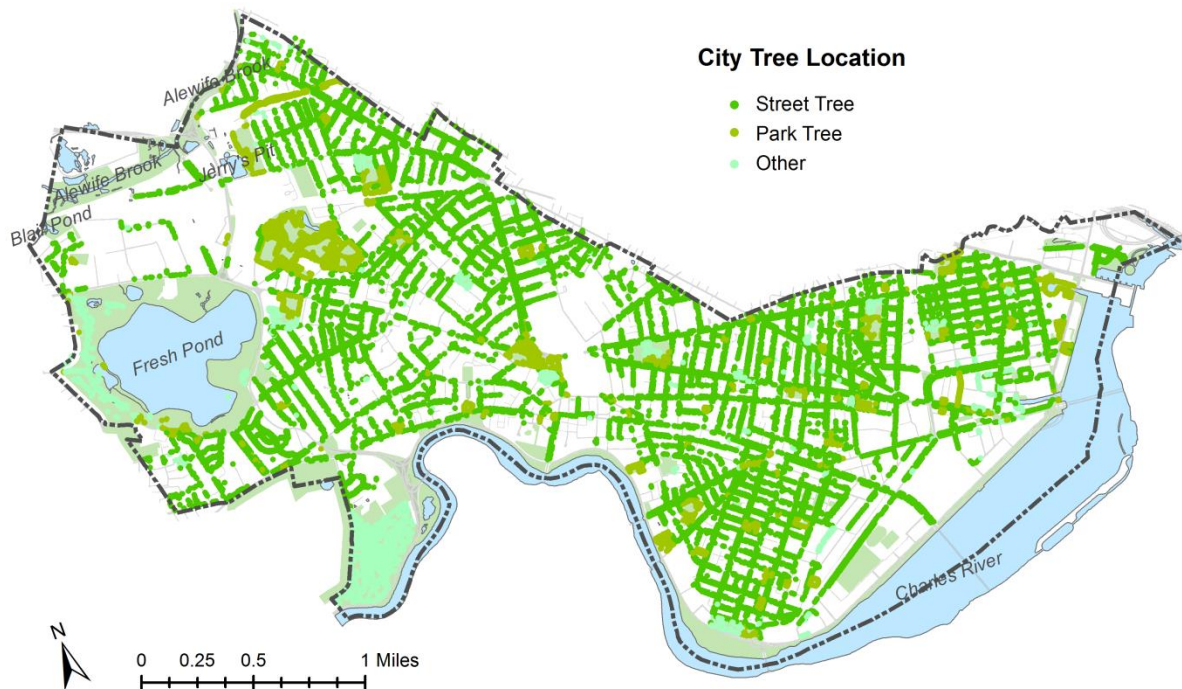 City Tree Location
Street Tree
Park Tree
Other
Alewife Brook
Jerry's Pit
Alewife Brook
Blair Pond
Fresh Pond
Charles River
N
0 0.25 0.5 1 Miles